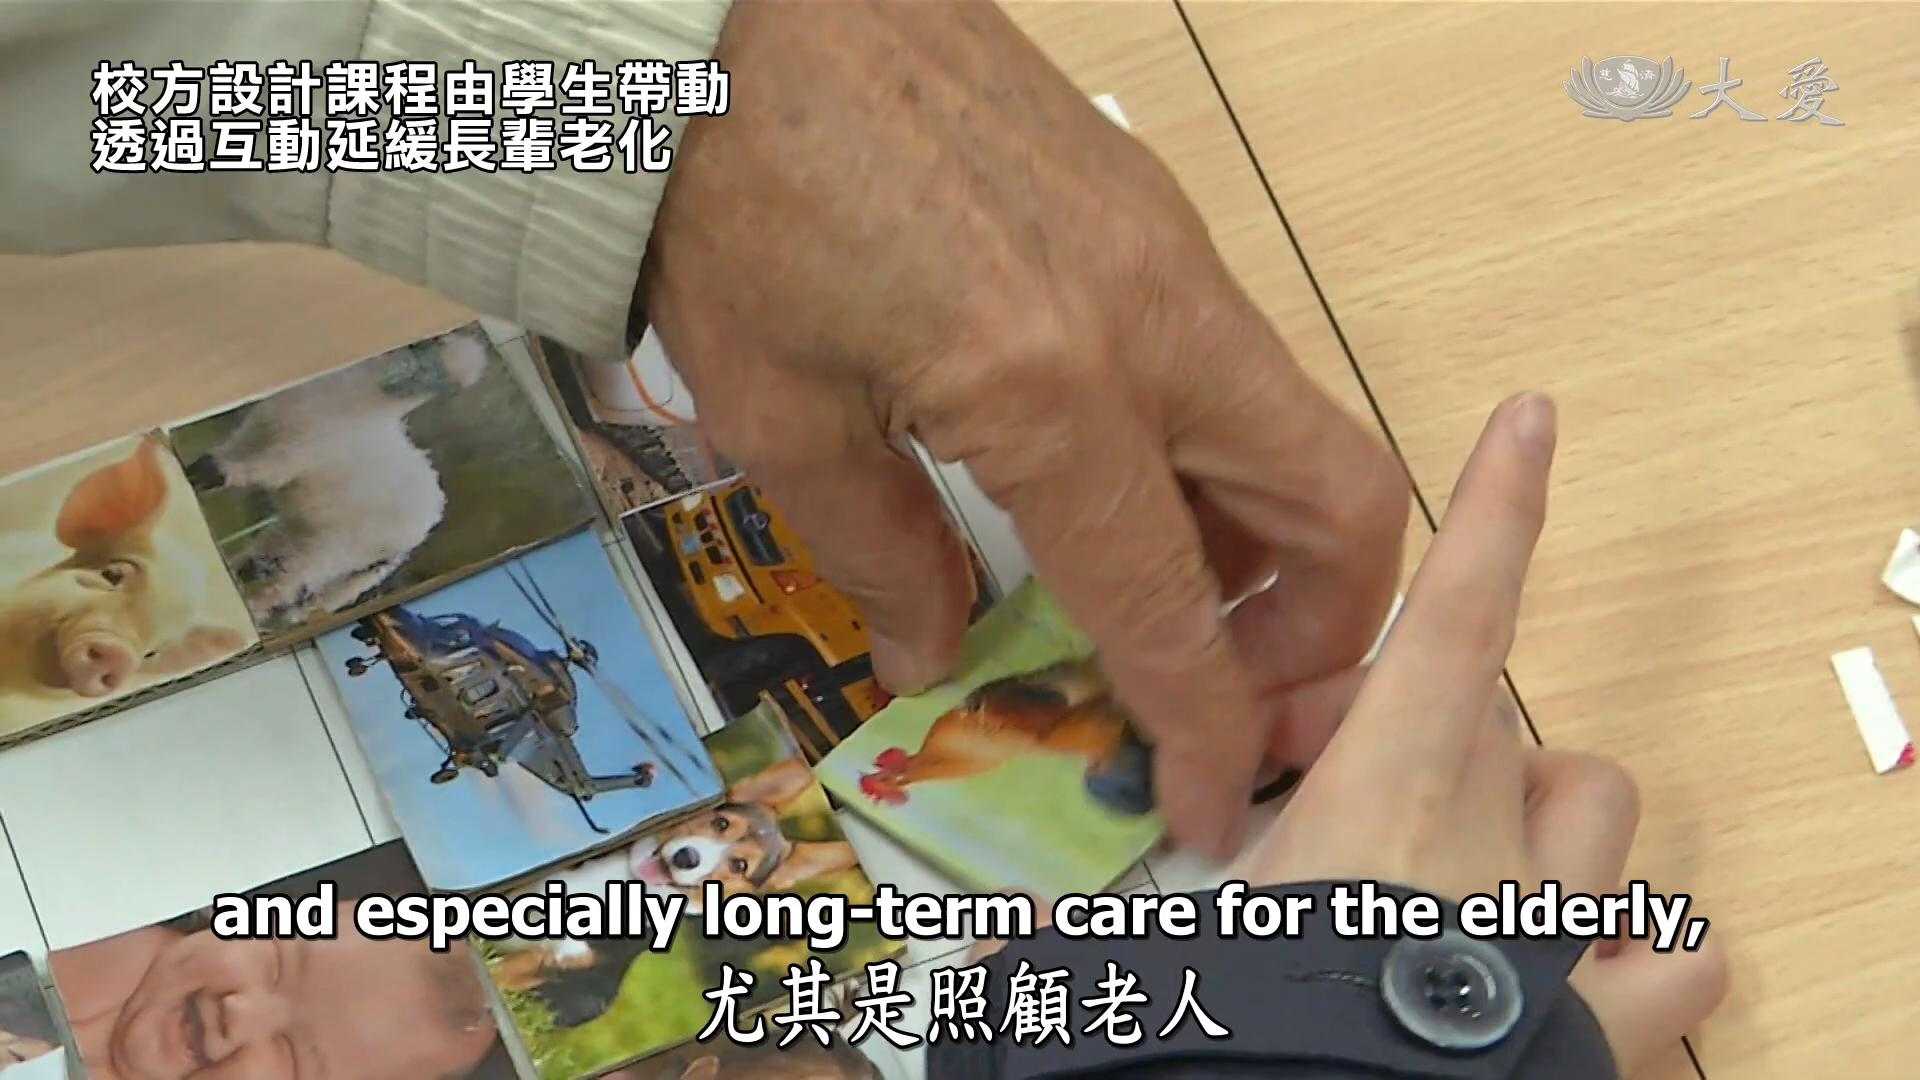 校方設計課程由學生帶動
透過互動延緩長輩老化
慈濟
大愛
and especially long-term care for the elderly,
尤其是照顧老人